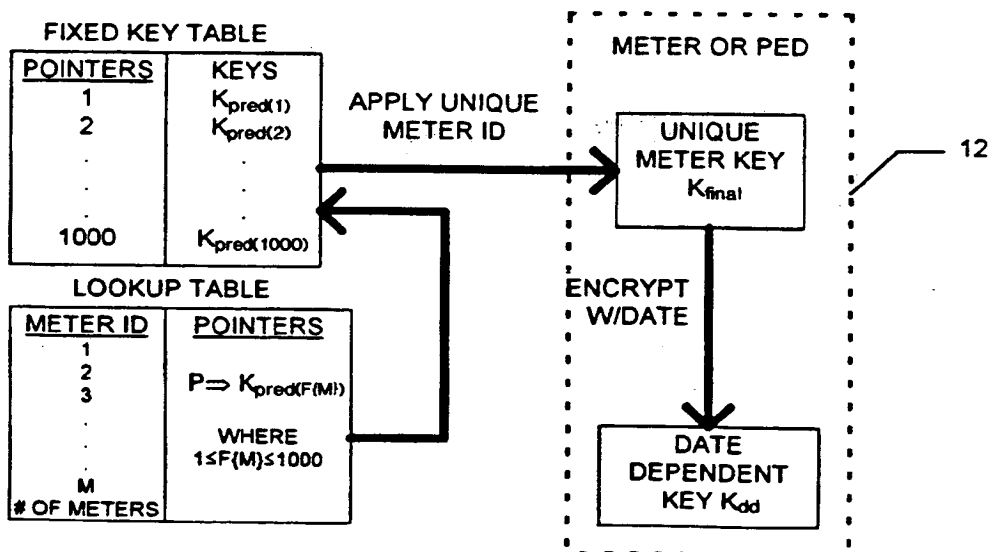 FIXED KEY TABLE
POINTERS KEYS
1 Kpred(1)
2 Kpred(2)
. .
. .
. .
1000 Kpred(1000)
LOOKUP TABLE
METER ID POINTERS
1
2
3
P⇒ Kpred(F{M})
.
.
.
WHERE
1≤F{M}≤1000
M
# OF METERS
APPLY UNIQUE
METER ID
METER OR PED
UNIQUE
METER KEY
Kfinal
12
ENCRYPT
W/DATE
DATE
DEPENDENT
KEY Kdd